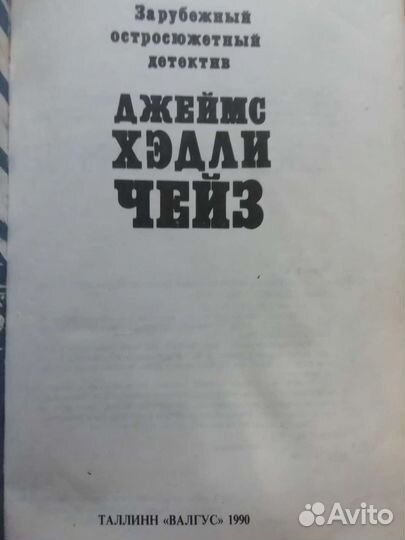 Зарубежный
остросюжетный
детектив
ДЖЕЙМС
ХЭДЛИ
ЧЕЙЗ
ТАЛЛИНН «ВАЛГУС» 1990
Avito